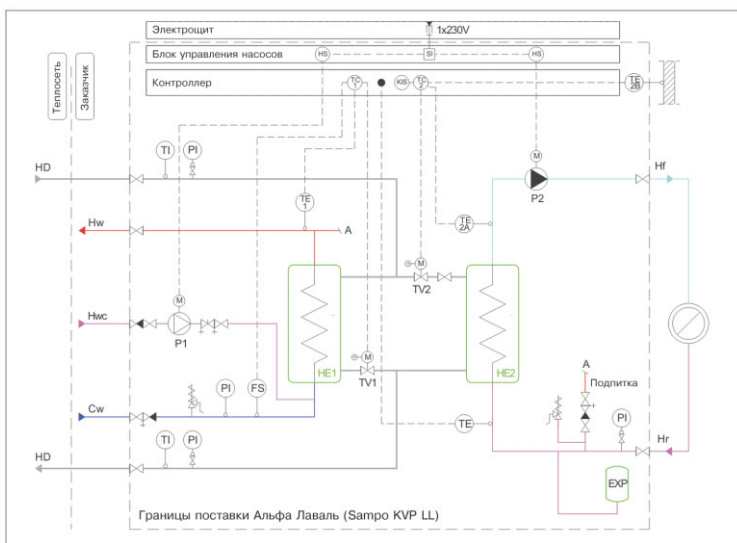 Электрощит
1x230V
Блок управления насосов
HS
SI
HS
Контроллер
TC
1
KIS
TC
2
TE
2B
Теплосеть
Заказчик
TI
PI
HD
M
Hf
P2
TE
1
Hw
A
TE
2A
M
TV2
M
Hwc
P1
HE1
M
TV1
HE2
A
Подпитка
PI
FS
PI
Cw
TE
TI
PI
Hr
HD
EXP
Границы поставки Альфа Лаваль (Sampo KVP LL)